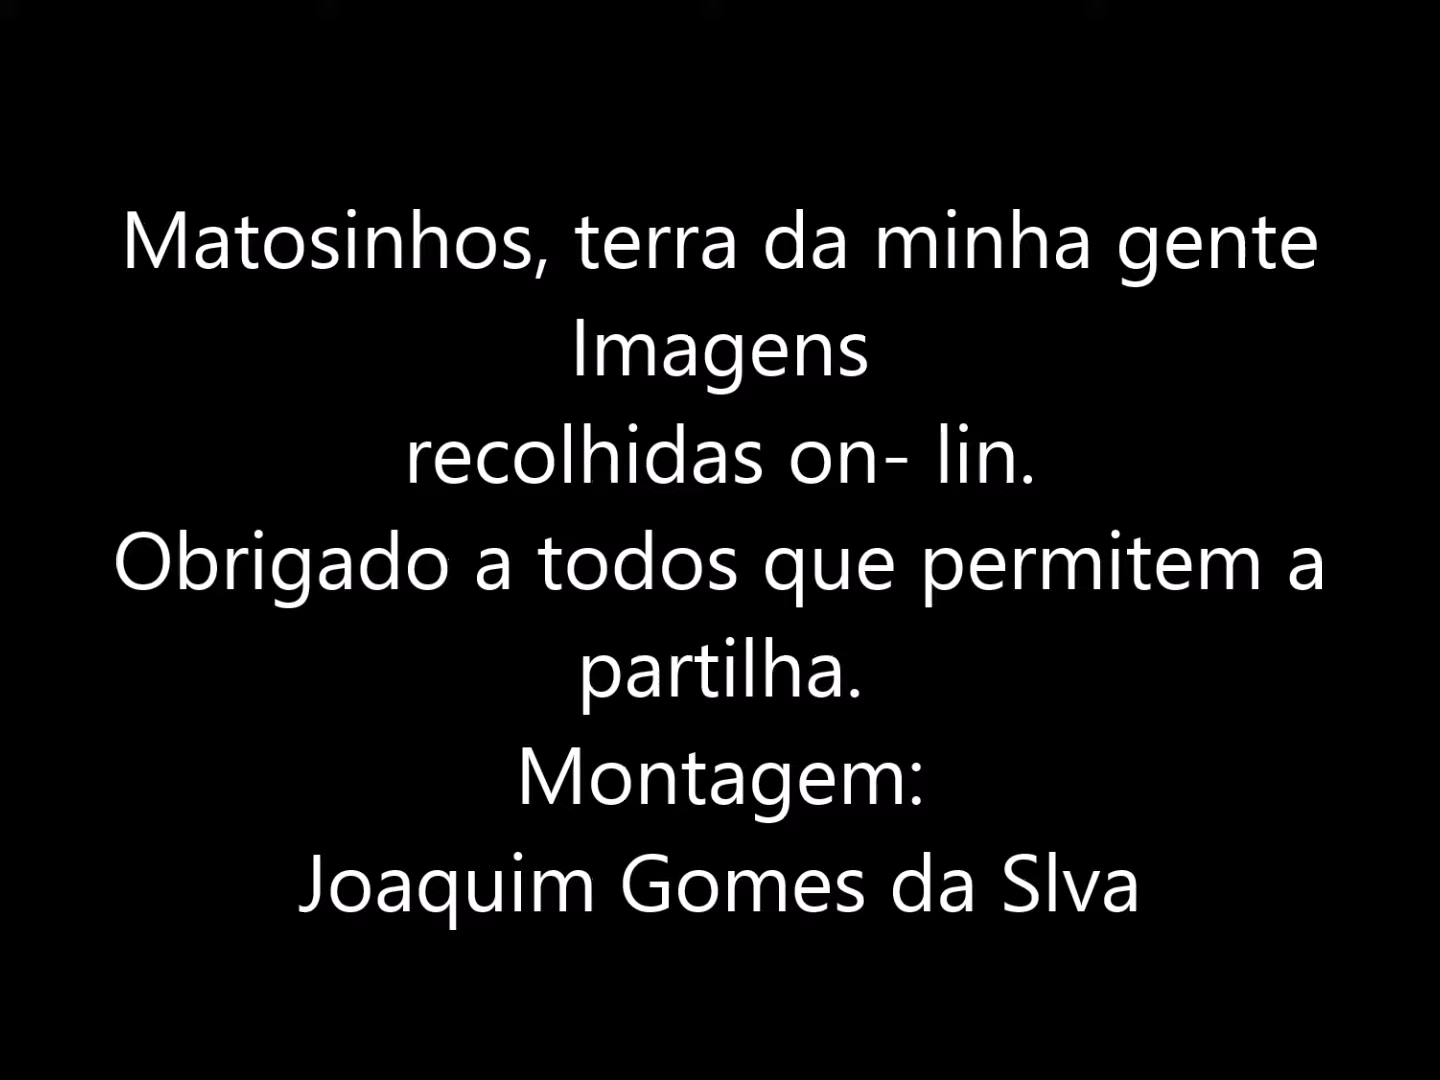 Matosinhos, terra da minha gente
Imagens
recolhidas on- lin.
Obrigado a todos que permitem a
partilha.
Montagem:
Joaquim Gomes da Slva